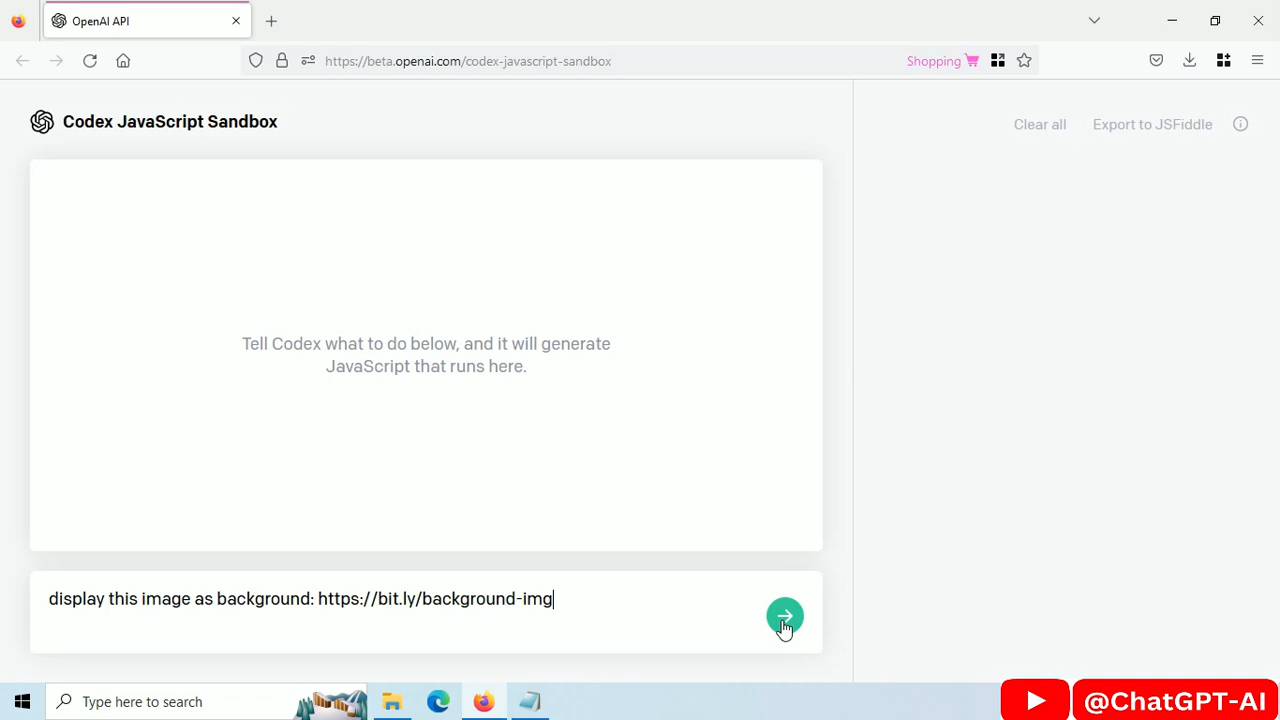 OpenAI API
https://beta.openai.com/codex-javascript-sandbox
Shopping
Codex JavaScript Sandbox
Clear all
Export to JSFiddle
Tell Codex what to do below, and it will generate
JavaScript that runs here.
display this image as background: https://bit.ly/background-img
Type here to search
@ChatGPT-AI